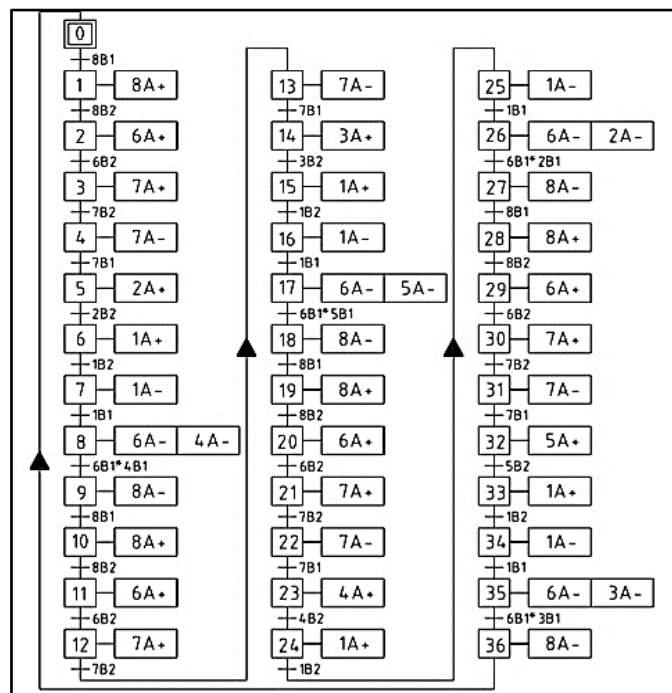 0
8B1
1 8A+
8B2
2 6A+
6B2
3 7A+
7B2
4 7A-
7B1
5 2A+
2B2
6 1A+
1B2
7 1A-
1B1
8 6A- 4A-
6B1*4B1
9 8A-
8B1
10 8A+
8B2
11 6A+
6B2
12 7A+
7B2
13 7A-
7B1
14 3A+
3B2
15 1A+
1B2
16 1A-
1B1
17 6A- 5A-
6B1*5B1
18 8A-
8B1
19 8A+
8B2
20 6A+
6B2
21 7A+
7B2
22 7A-
7B1
23 4A+
4B2
24 1A+
1B2
25 1A-
1B1
26 6A- 2A-
6B1*2B1
27 8A-
8B1
28 8A+
8B2
29 6A+
6B2
30 7A+
7B2
31 7A-
7B1
32 5A+
5B2
33 1A+
1B2
34 1A-
1B1
35 6A- 3A-
6B1*3B1
36 8A-